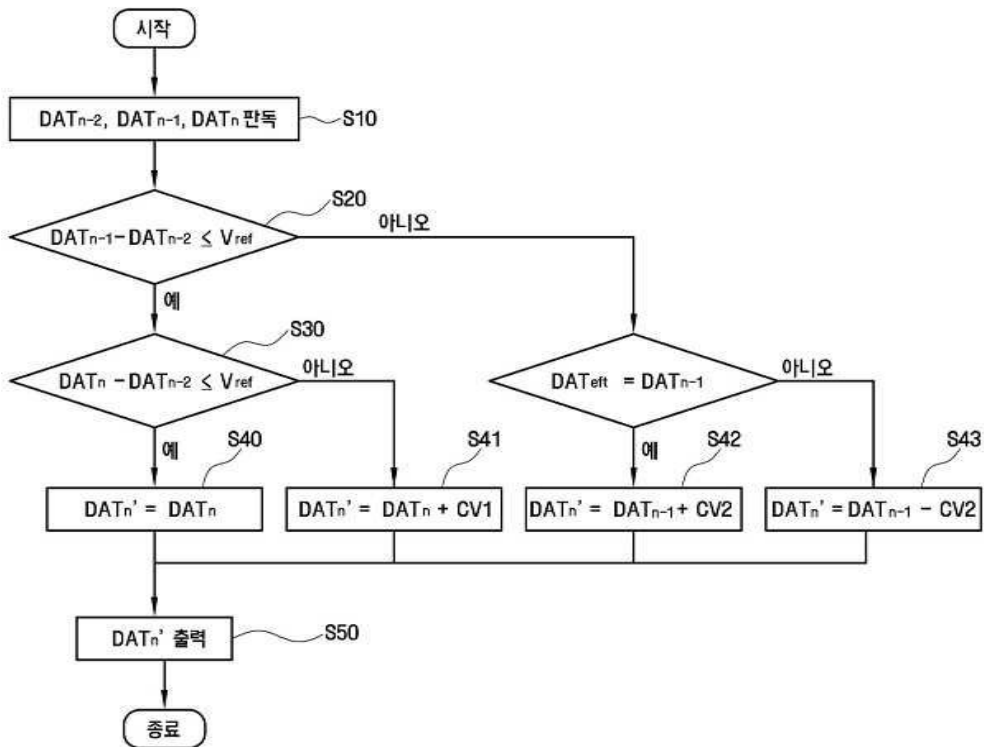 시작
DATn-2, DATn-1, DATn 판독
S10
S20
DATn-1-DATn-2 ≤ Vref
아니오
예
S30
DATn -DATn-2 ≤ Vref
아니오
DATeft = DATn-1
아니오
예
S40
S41
예
S42
S43
DATn' = DATn
DATn' = DATn + CV1
DATn' = DATn-1+ CV2
DATn' = DATn-1 - CV2
DATn' 출력
S50
종료